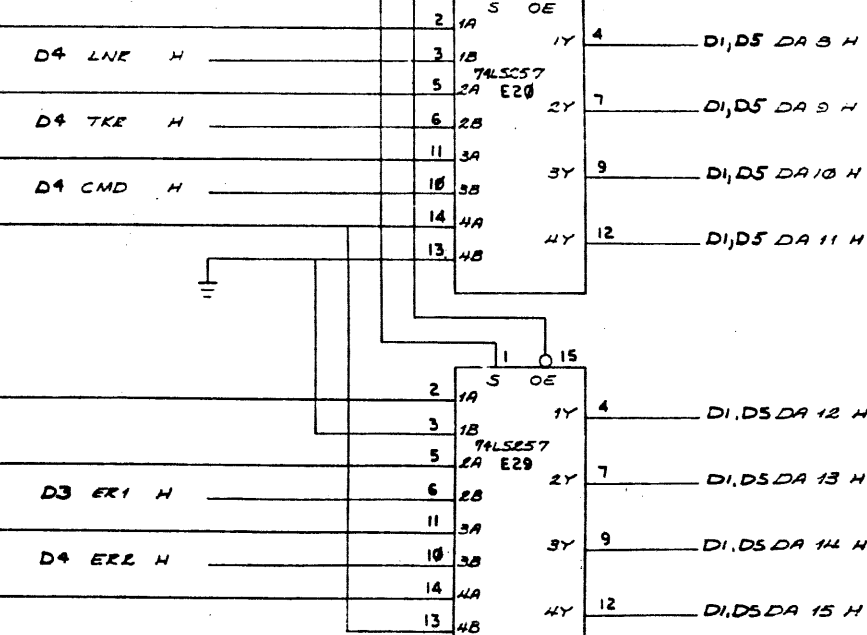 S OE
2 1A
1Y 4 D1,D5 DA 8 H
D4 LNE H 3 1B
74LS257
5 2A E20
2Y 7 D1,D5 DA 9 H
D4 TKE H 6 2B
11 3A
3Y 9 D1,D5 DA 10 H
D4 CMD H 10 3B
14 4A
4Y 12 D1,D5 DA 11 H
13 4B
1 15
S OE
2 1A
1Y 4 D1,D5 DA 12 H
3 1B
74LS257
5 2A E29
2Y 7 D1,D5 DA 13 H
D3 ER1 H 6 2B
11 3A
3Y 9 D1,D5 DA 14 H
D4 ER2 H 10 3B
14 4A
4Y 12 D1,D5 DA 15 H
13 4B